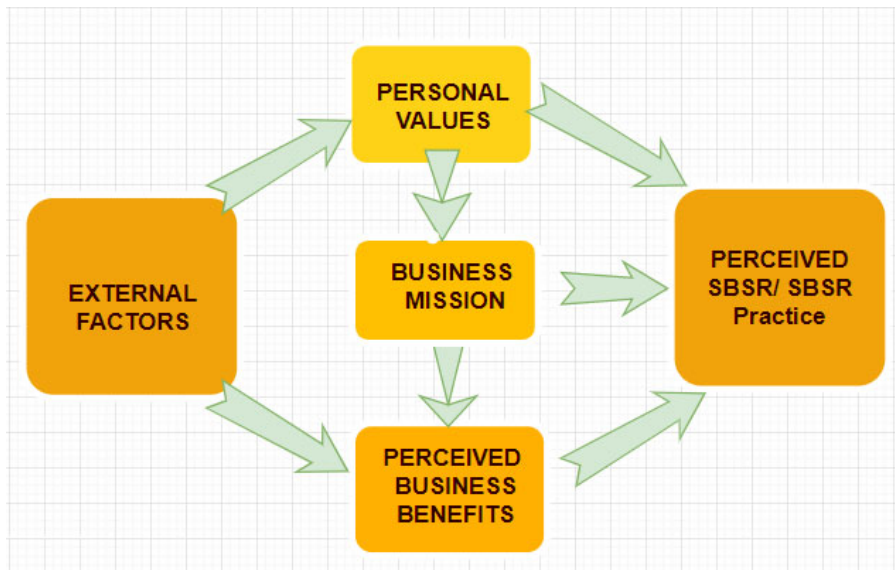 PERSONAL
VALUES
EXTERNAL
FACTORS
BUSINESS
MISSION
PERCEIVED
SBSR/ SBSR
Practice
PERCEIVED
BUSINESS
BENEFITS